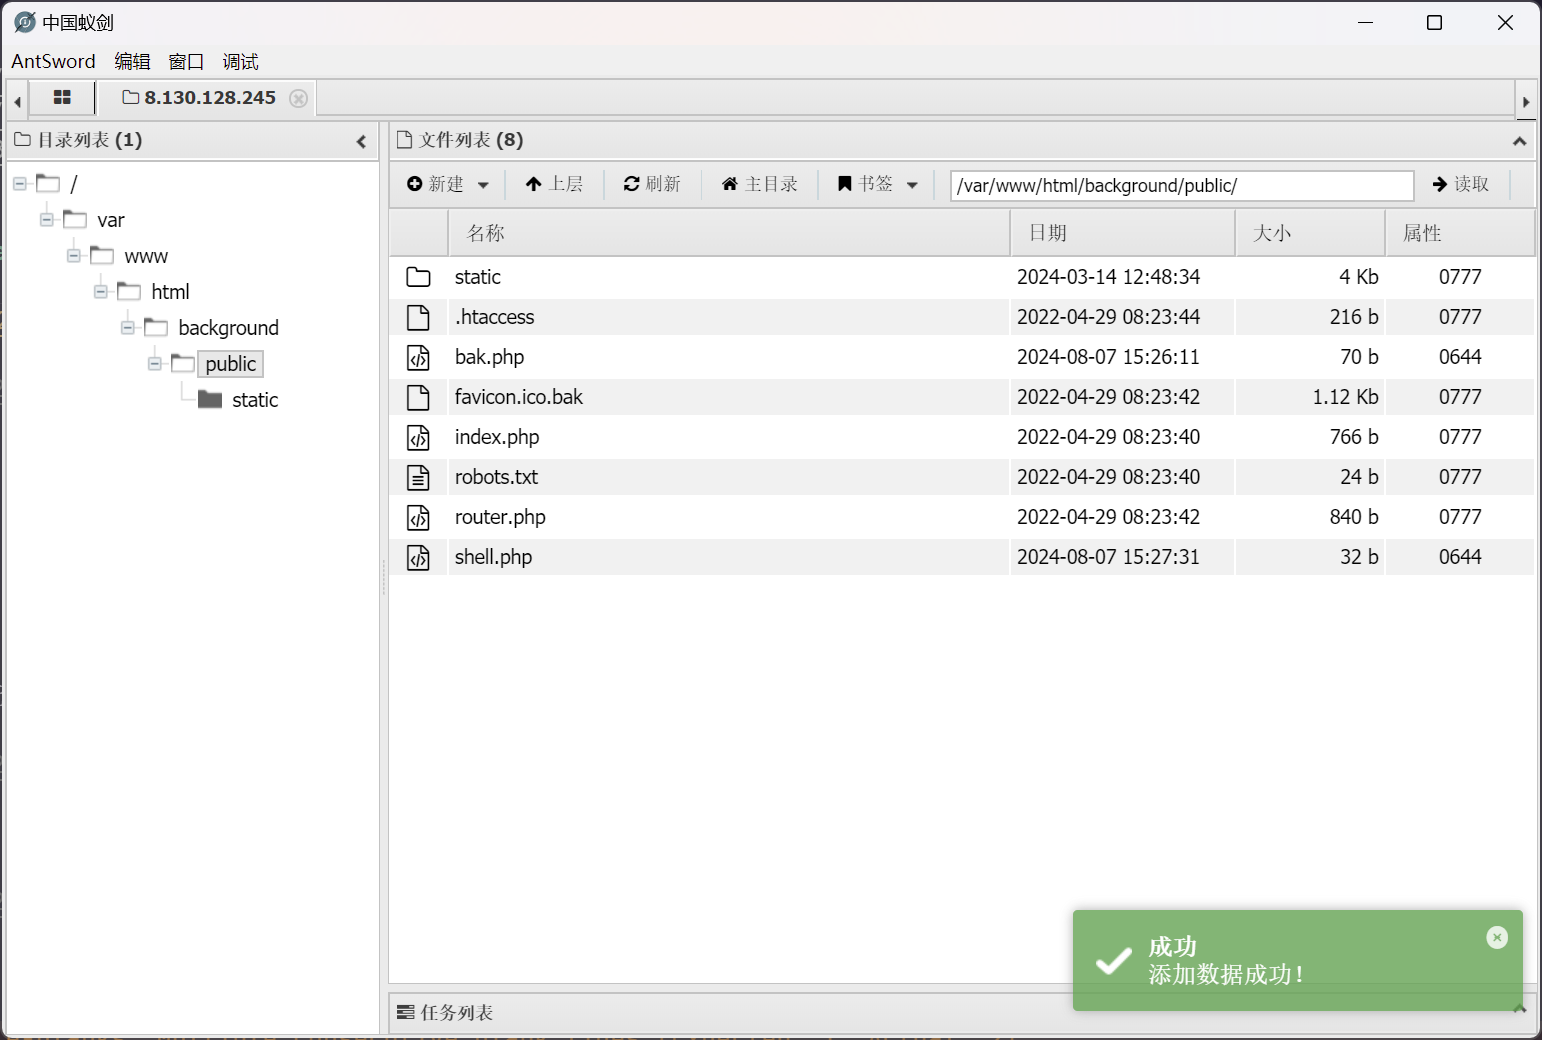 中国蚁剑
AntSword 编辑 窗口 调试
8.130.128.245
目录列表 (1)
/
var
www
html
background
public
static
文件列表 (8)
新建 上层 刷新 主目录 书签 /var/www/html/background/public/ 读取
名称 日期 大小 属性
static 2024-03-14 12:48:34 4 Kb 0777
.htaccess 2022-04-29 08:23:44 216 b 0777
bak.php 2024-08-07 15:26:11 70 b 0644
favicon.ico.bak 2022-04-29 08:23:42 1.12 Kb 0777
index.php 2022-04-29 08:23:40 766 b 0777
robots.txt 2022-04-29 08:23:40 24 b 0777
router.php 2022-04-29 08:23:42 840 b 0777
shell.php 2024-08-07 15:27:31 32 b 0644
成功
添加数据成功！
任务列表